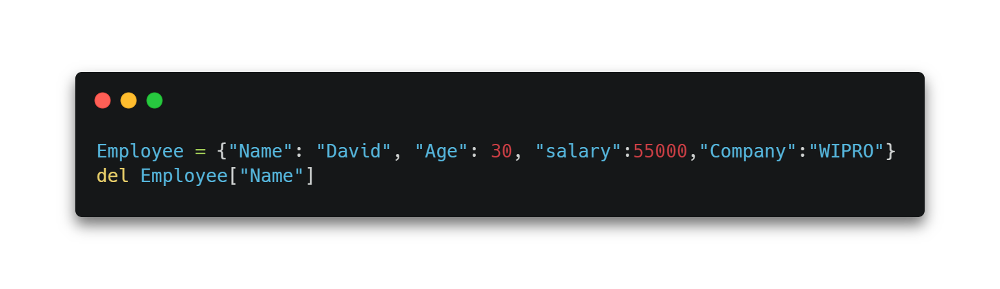 Employee = {"Name": "David", "Age": 30, "salary":55000,"Company":"WIPRO"}
del Employee["Name"]